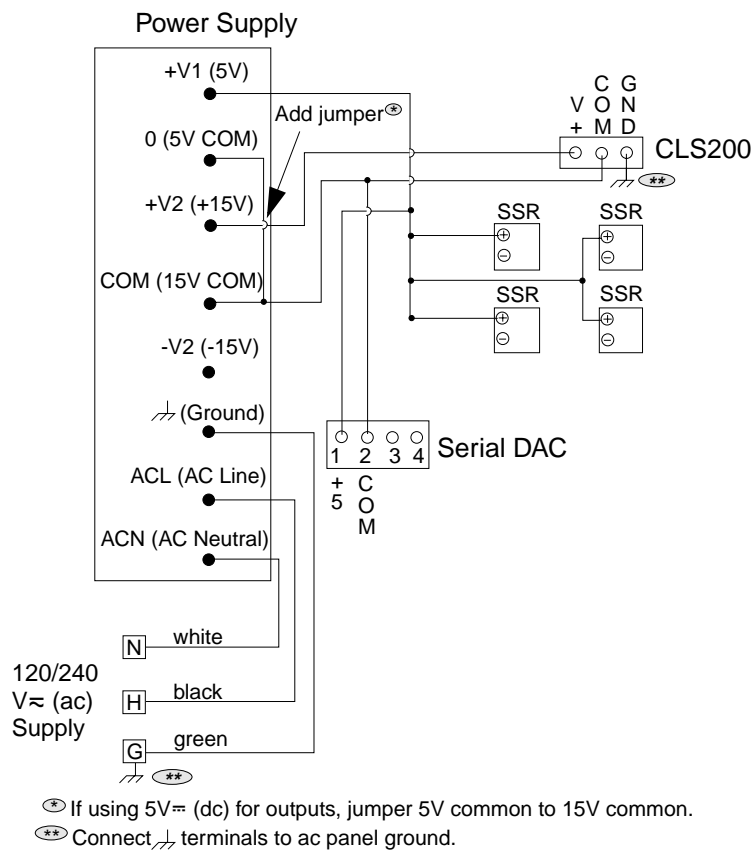 Power Supply
+V1 (5V)
0 (5V COM)
+V2 (+15V)
COM (15V COM)
-V2 (-15V)
(Ground)
ACL (AC Line)
ACN (AC Neutral)
Add jumper*
V+
COM
GND
CLS200
**
SSR
+
-
SSR
+
-
SSR
+
-
SSR
+
-
1 2 3 4
+5
COM
Serial DAC
120/240
V≂ (ac)
Supply
N white
H black
G green
**
* If using 5V⎓ (dc) for outputs, jumper 5V common to 15V common.
** Connect terminals to ac panel ground.